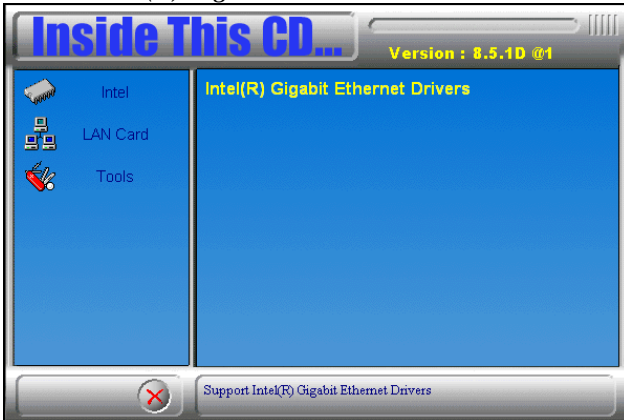 Inside This CD...
Version : 8.5.1D @1
Intel
LAN Card
Tools
Intel(R) Gigabit Ethernet Drivers
Support Intel(R) Gigabit Ethernet Drivers